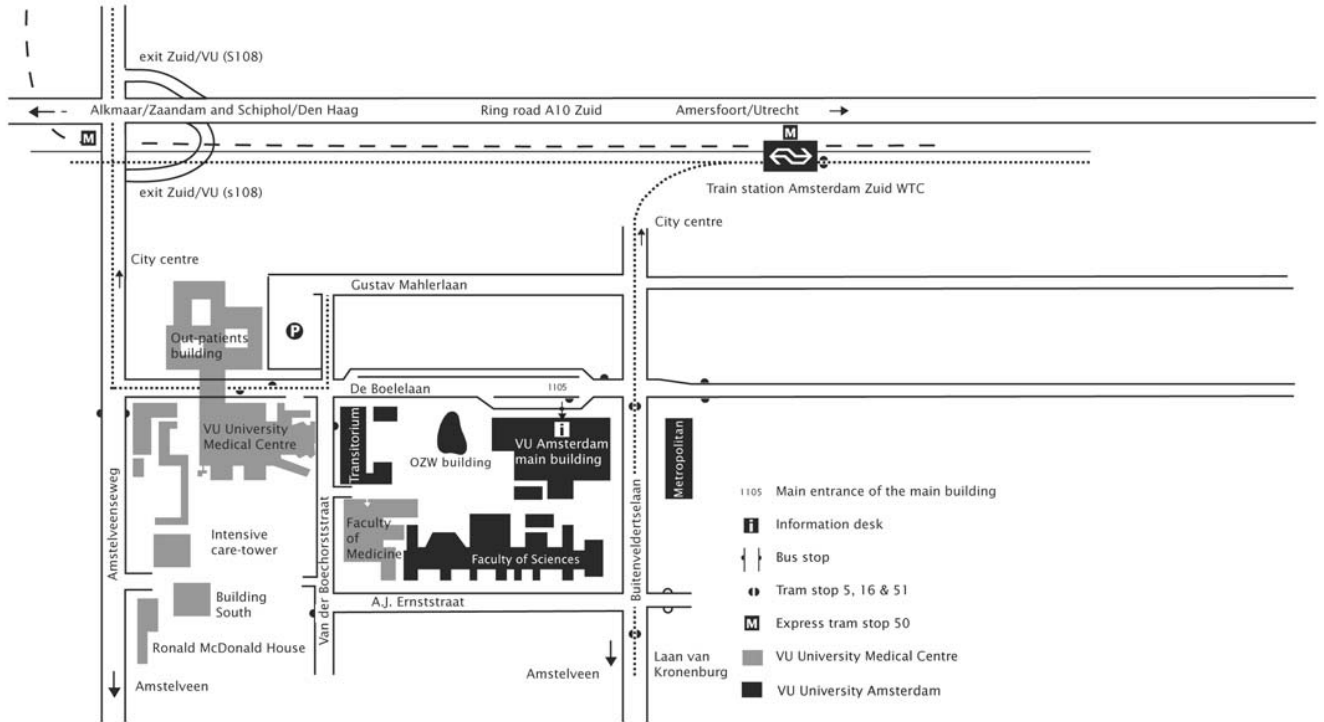 exit Zuid/VU (S108)
Alkmaar/Zaandam and Schiphol/Den Haag
Ring road A10 Zuid
Amersfoort/Utrecht
M
M
exit Zuid/VU (s108)
Train station Amsterdam Zuid WTC
City centre
City centre
Gustav Mahlerlaan
P
Out-patients
building
De Boelelaan
1105
i
VU University
Medical Centre
Transitorium
OZW building
VU Amsterdam
main building
Metropolitan
Amstelveenseweg
Van der Boechorststraat
Buitenveldertselaan
Intensive
care-tower
Faculty
of
Medicine
Faculty of Sciences
Building
South
A.J. Ernststraat
Ronald McDonald House
Amstelveen
Amstelveen
Laan van
Kronenburg
1105 Main entrance of the main building
i Information desk
Bus stop
Tram stop 5, 16 & 51
M Express tram stop 50
VU University Medical Centre
VU University Amsterdam